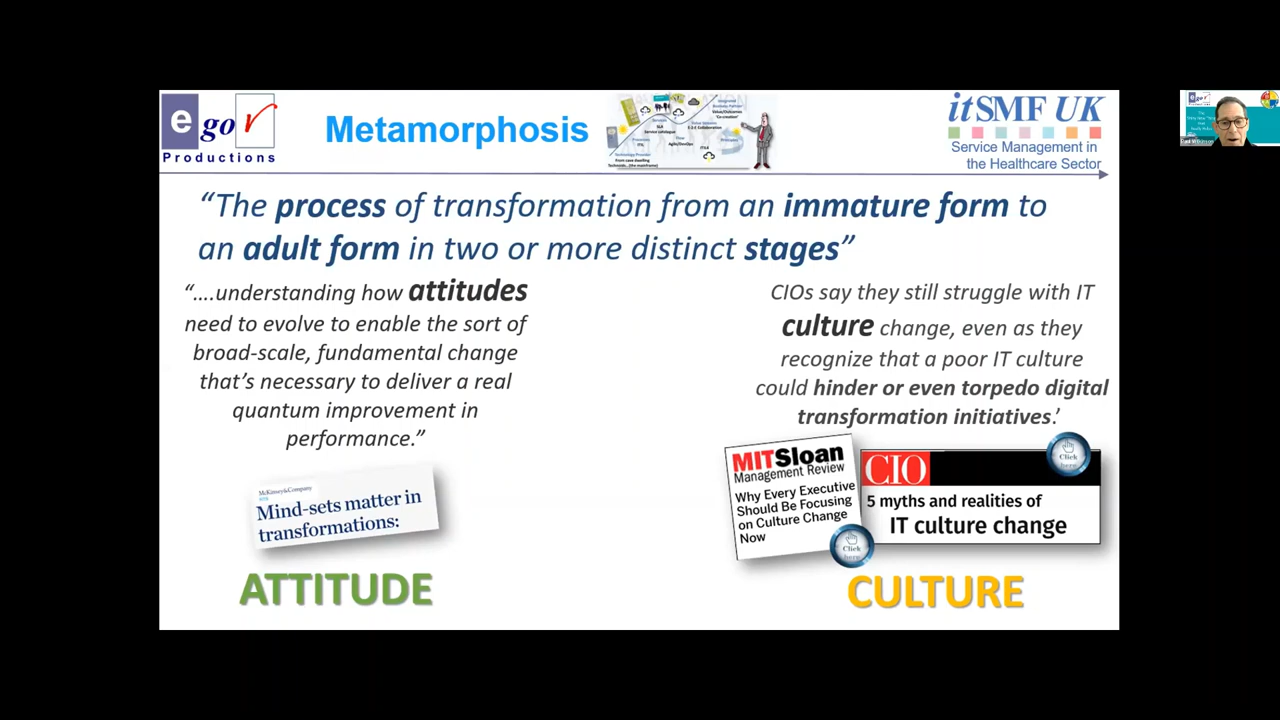 e go r
Productions
Metamorphosis
itSMF UK
Service Management in
the Healthcare Sector
“The process of transformation from an immature form to
an adult form in two or more distinct stages”
“….understanding how attitudes
need to evolve to enable the sort of
broad-scale, fundamental change
that’s necessary to deliver a real
quantum improvement in
performance.”
McKinsey&Company
Mind-sets matter in
transformations:
ATTITUDE
CIOs say they still struggle with IT
culture change, even as they
recognize that a poor IT culture
could hinder or even torpedo digital
transformation initiatives.’
MITSloan
Management Review
Why Every Executive
Should Be Focusing
on Culture Change
Now
Click
here
CIO
5 myths and realities of
IT culture change
Click
here
CULTURE